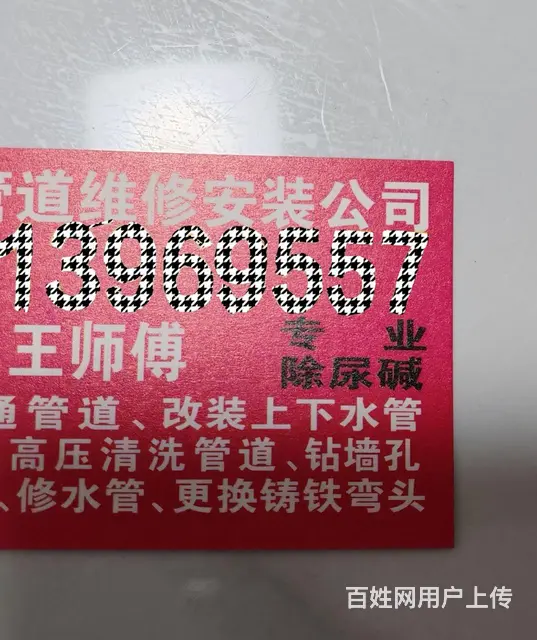 管道维修安装公司
13969557
王师傅
专业
除尿碱
通管道、改装上下水管
高压清洗管道、钻墙孔
、修水管、更换铸铁弯头
百姓网用户上传